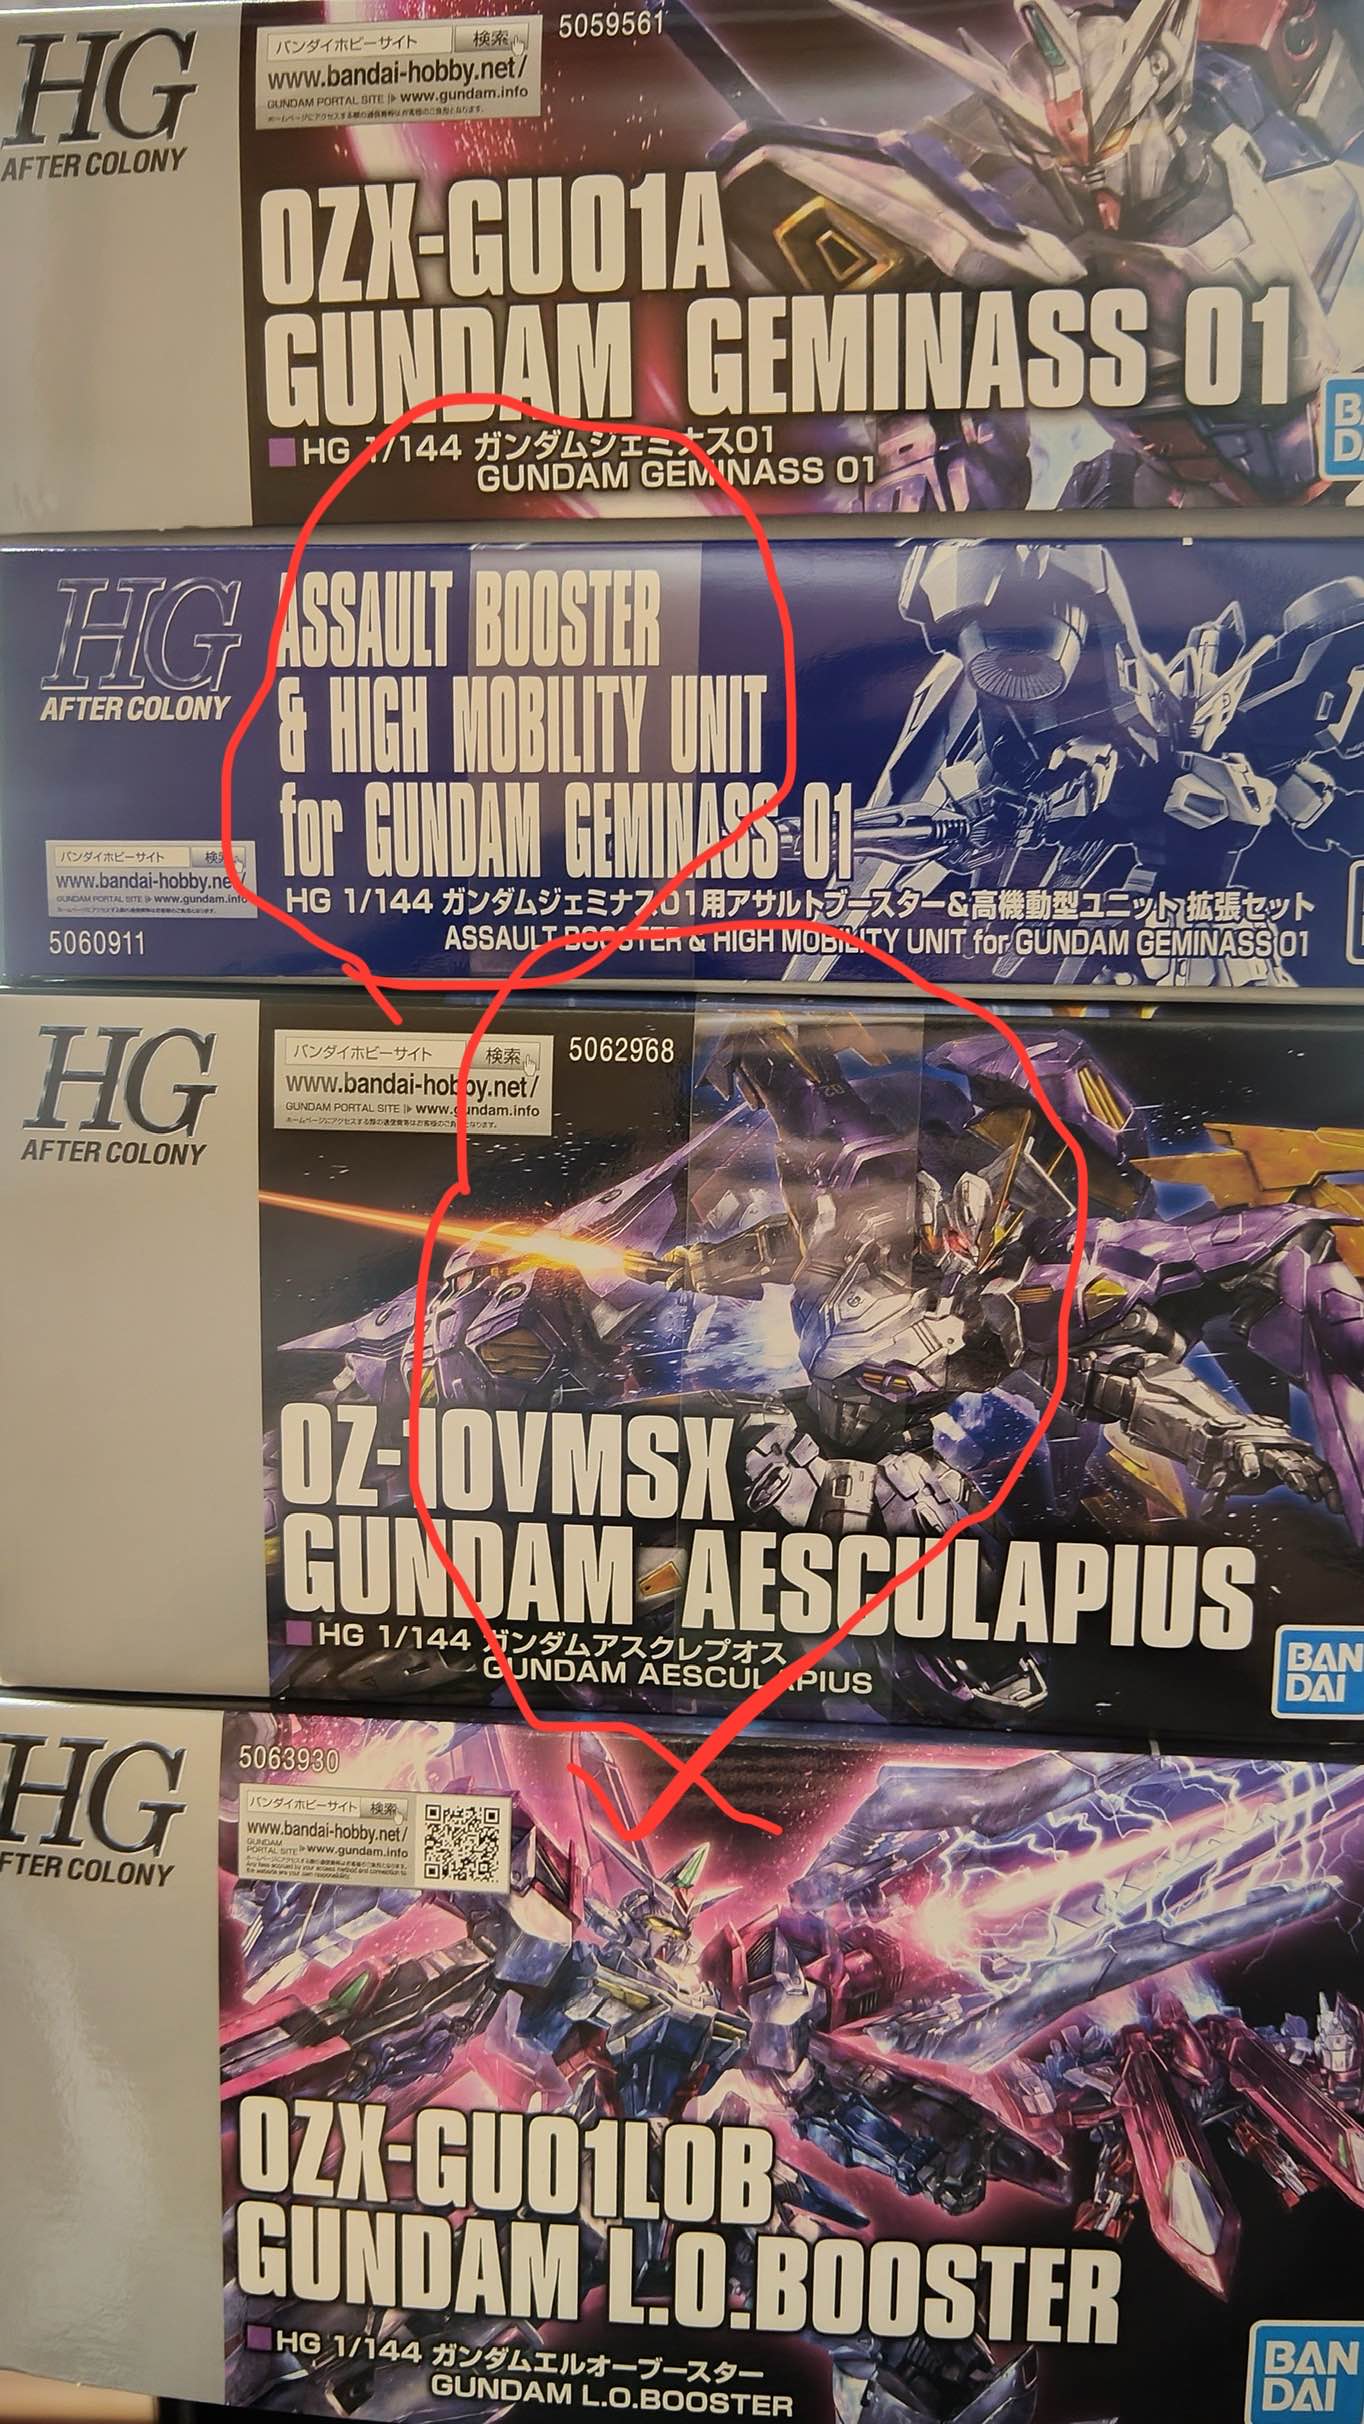 HG
AFTER COLONY
バンダイホビーサイト 検索
5059561
www.bandai-hobby.net/
GUNDAM PORTAL SITE www.gundam.info
OZX-GU01A
GUNDAM GEMINASS 01
HG 1/144 ガンダムジェミナス01
GUNDAM GEMINASS 01
HG
AFTER COLONY
ASSAULT BOOSTER
& HIGH MOBILITY UNIT
for GUNDAM GEMINASS 01
HG 1/144 ガンダムジェミナス01用アサルトブースター&高機動型ユニット 拡張セット
ASSAULT BOOSTER & HIGH MOBILITY UNIT for GUNDAM GEMINASS 01
バンダイホビーサイト 検索
www.bandai-hobby.net/
GUNDAM PORTAL SITE www.gundam.info
5060911
HG
AFTER COLONY
バンダイホビーサイト 検索
5062968
www.bandai-hobby.net/
GUNDAM PORTAL SITE www.gundam.info
OZ-10VMSX
GUNDAM AESCULAPIUS
HG 1/144 ガンダムアスクレプオス
GUNDAM AESCULAPIUS
BAN
DAI
HG
FTER COLONY
5063930
バンダイホビーサイト 検索
www.bandai-hobby.net/
GUNDAM
PORTAL SITE www.gundam.info
OZX-GU01LOB
GUNDAM L.O.BOOSTER
HG 1/144 ガンダムエルオーブースター
GUNDAM L.O.BOOSTER
BAN
DAI